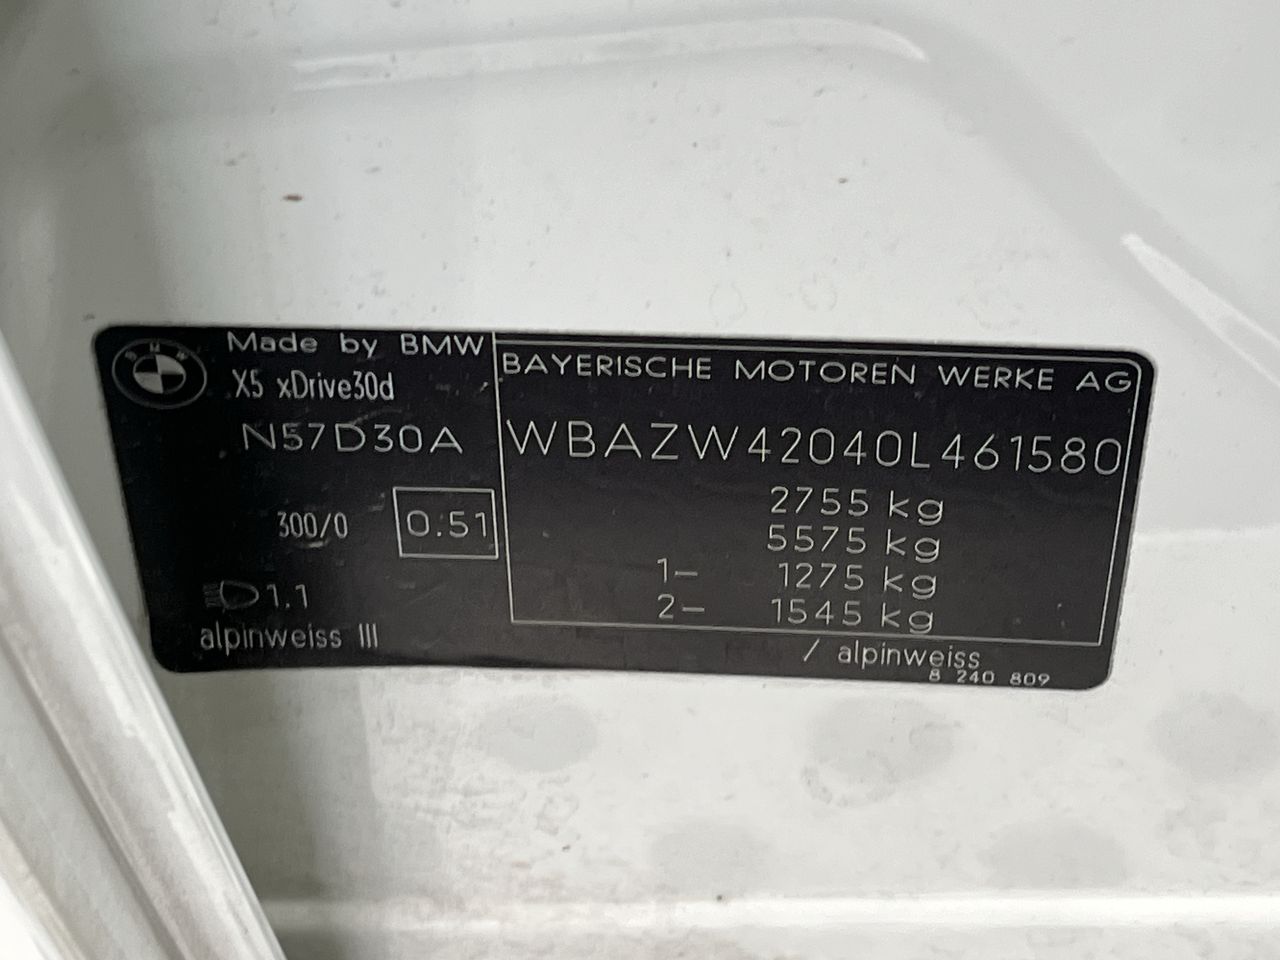 BMW
Made by BMW
X5 xDrive30d
N57D30A
300/0
0.51
1.1
alpinweiss III
BAYERISCHE MOTOREN WERKE AG
WBAZW42040L461580
2755 kg
5575 kg
1– 1275 kg
2– 1545 kg
/ alpinweiss
8 240 809